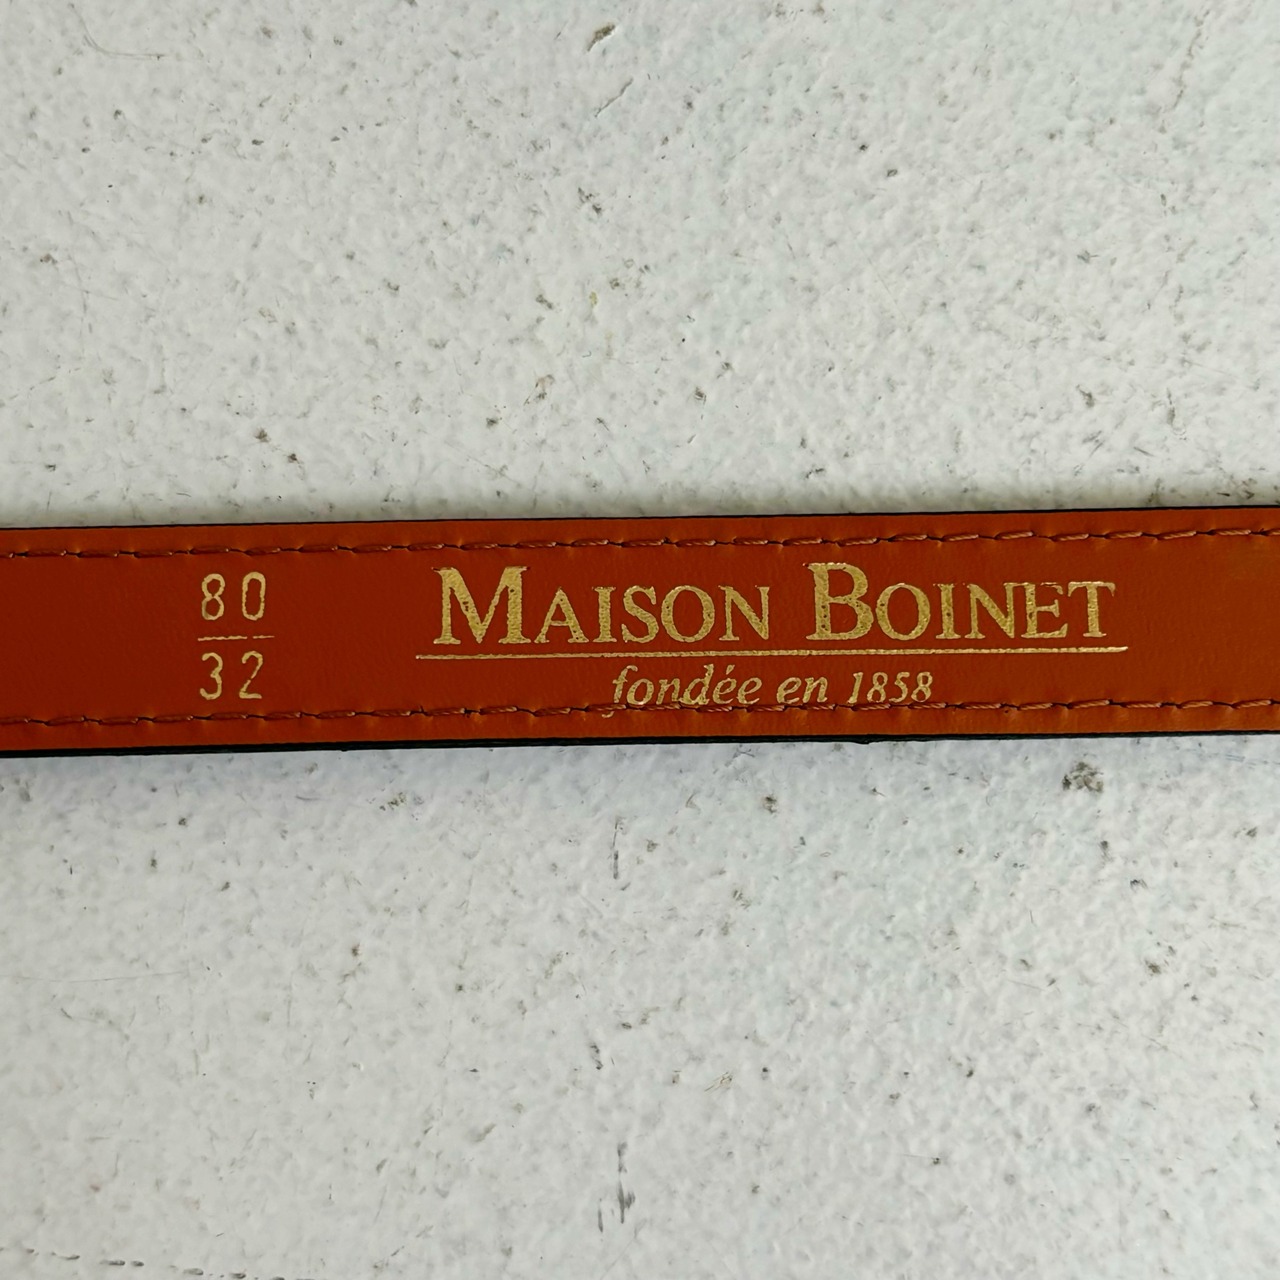 80
32
MAISON BOINET
fondée en 1858